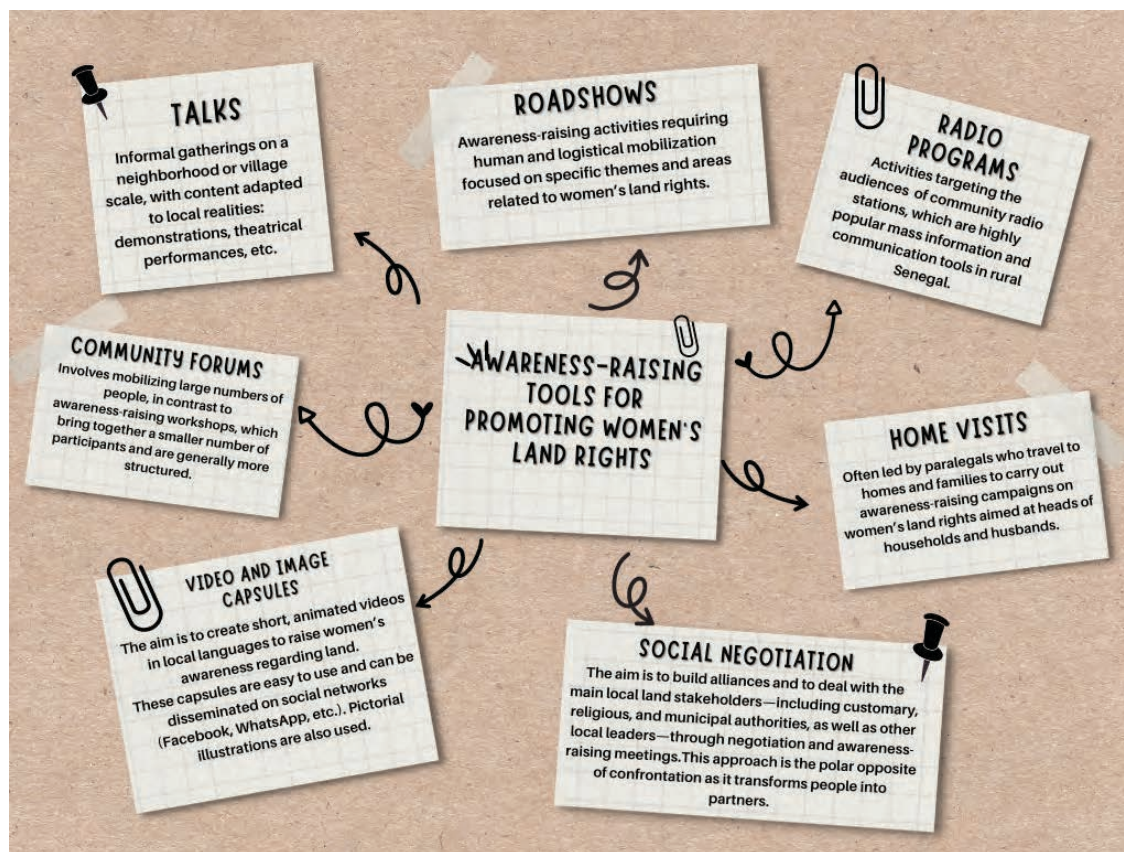 TALKS
Informal gatherings on a
neighborhood or village
scale, with content adapted
to local realities:
demonstrations, theatrical
performances, etc.
ROADSHOWS
Awareness-raising activities requiring
human and logistical mobilization
focused on specific themes and areas
related to women's land rights.
RADIO
PROGRAMS
Activities targeting the
audiences of community radio
stations, which are highly
popular mass information and
communication tools in rural
Senegal.
COMMUNITY FORUMS
Involves mobilizing large numbers of
people, in contrast to
awareness-raising workshops, which
bring together a smaller number of
participants and are generally more
structured.
AWARENESS-RAISING
TOOLS FOR
PROMOTING WOMEN'S
LAND RIGHTS
HOME VISITS
Often led by paralegals who travel to
homes and families to carry out
awareness-raising campaigns on
women's land rights aimed at heads of
households and husbands.
VIDEO AND IMAGE
CAPSULES
The aim is to create short, animated videos
in local languages to raise women's
awareness regarding land.
These capsules are easy to use and can be
disseminated on social networks
(Facebook, WhatsApp, etc.). Pictorial
illustrations are also used.
SOCIAL NEGOTIATION
The aim is to build alliances and to deal with the
main local land stakeholders—including customary,
religious, and municipal authorities, as well as other
local leaders—through negotiation and awareness-
raising meetings.This approach is the polar opposite
of confrontation as it transforms people into
partners.